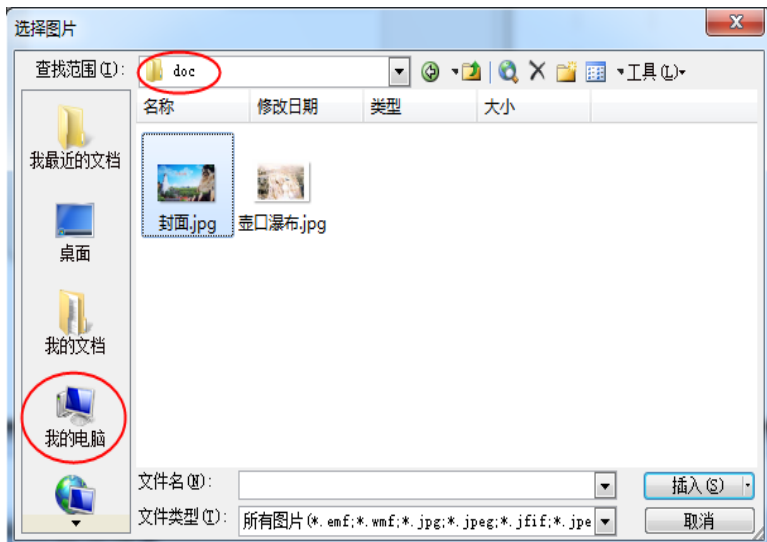 选择图片
查找范围(I):
doc
工具(L)
名称
修改日期
类型
大小
我最近的文档
桌面
我的文档
我的电脑
封面.jpg
壶口瀑布.jpg
文件名(N):
插入(S)
文件类型(T):
所有图片(*.emf;*.wmf;*.jpg;*.jpeg;*.jfif;*.jpe
取消